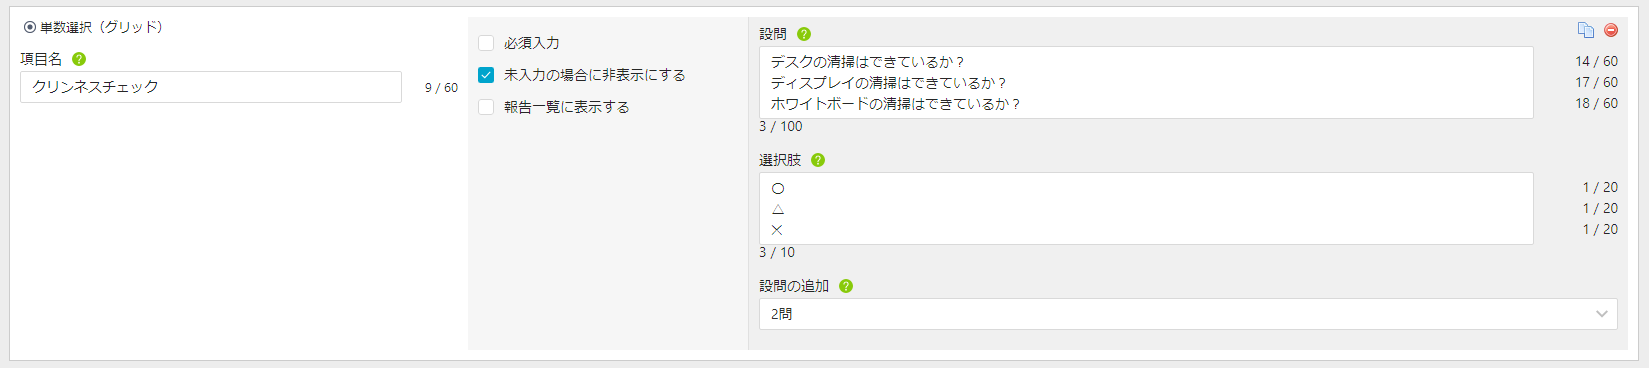 単数選択（グリッド）
項目名 ?
クリンネスチェック 9 / 60
必須入力
未入力の場合に非表示にする
報告一覧に表示する
設問 ?
デスクの清掃はできているか？ 14 / 60
ディスプレイの清掃はできているか？ 17 / 60
ホワイトボードの清掃はできているか？ 18 / 60
3 / 100
選択肢 ?
〇 1 / 20
△ 1 / 20
× 1 / 20
3 / 10
設問の追加 ?
2問